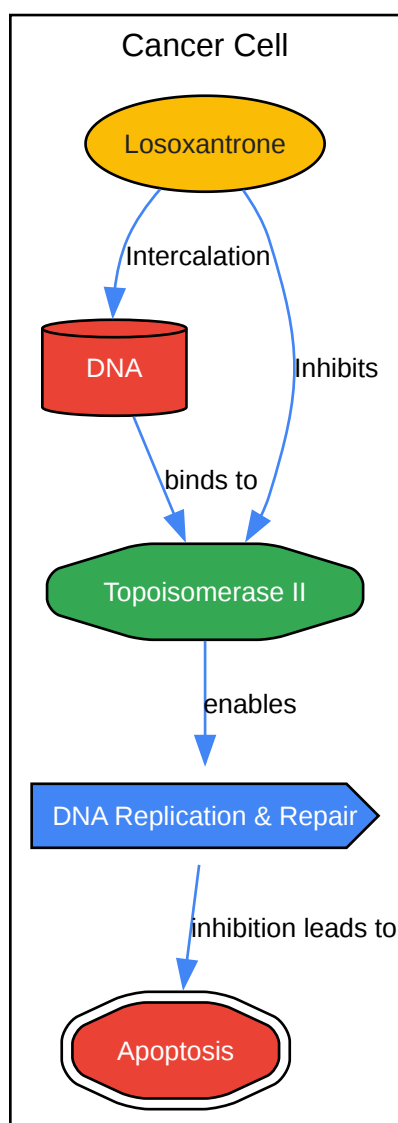 Cancer Cell
Losoxantrone
Intercalation
DNA
Inhibits
binds to
Topoisomerase II
enables
DNA Replication & Repair
inhibition leads to
Apoptosis